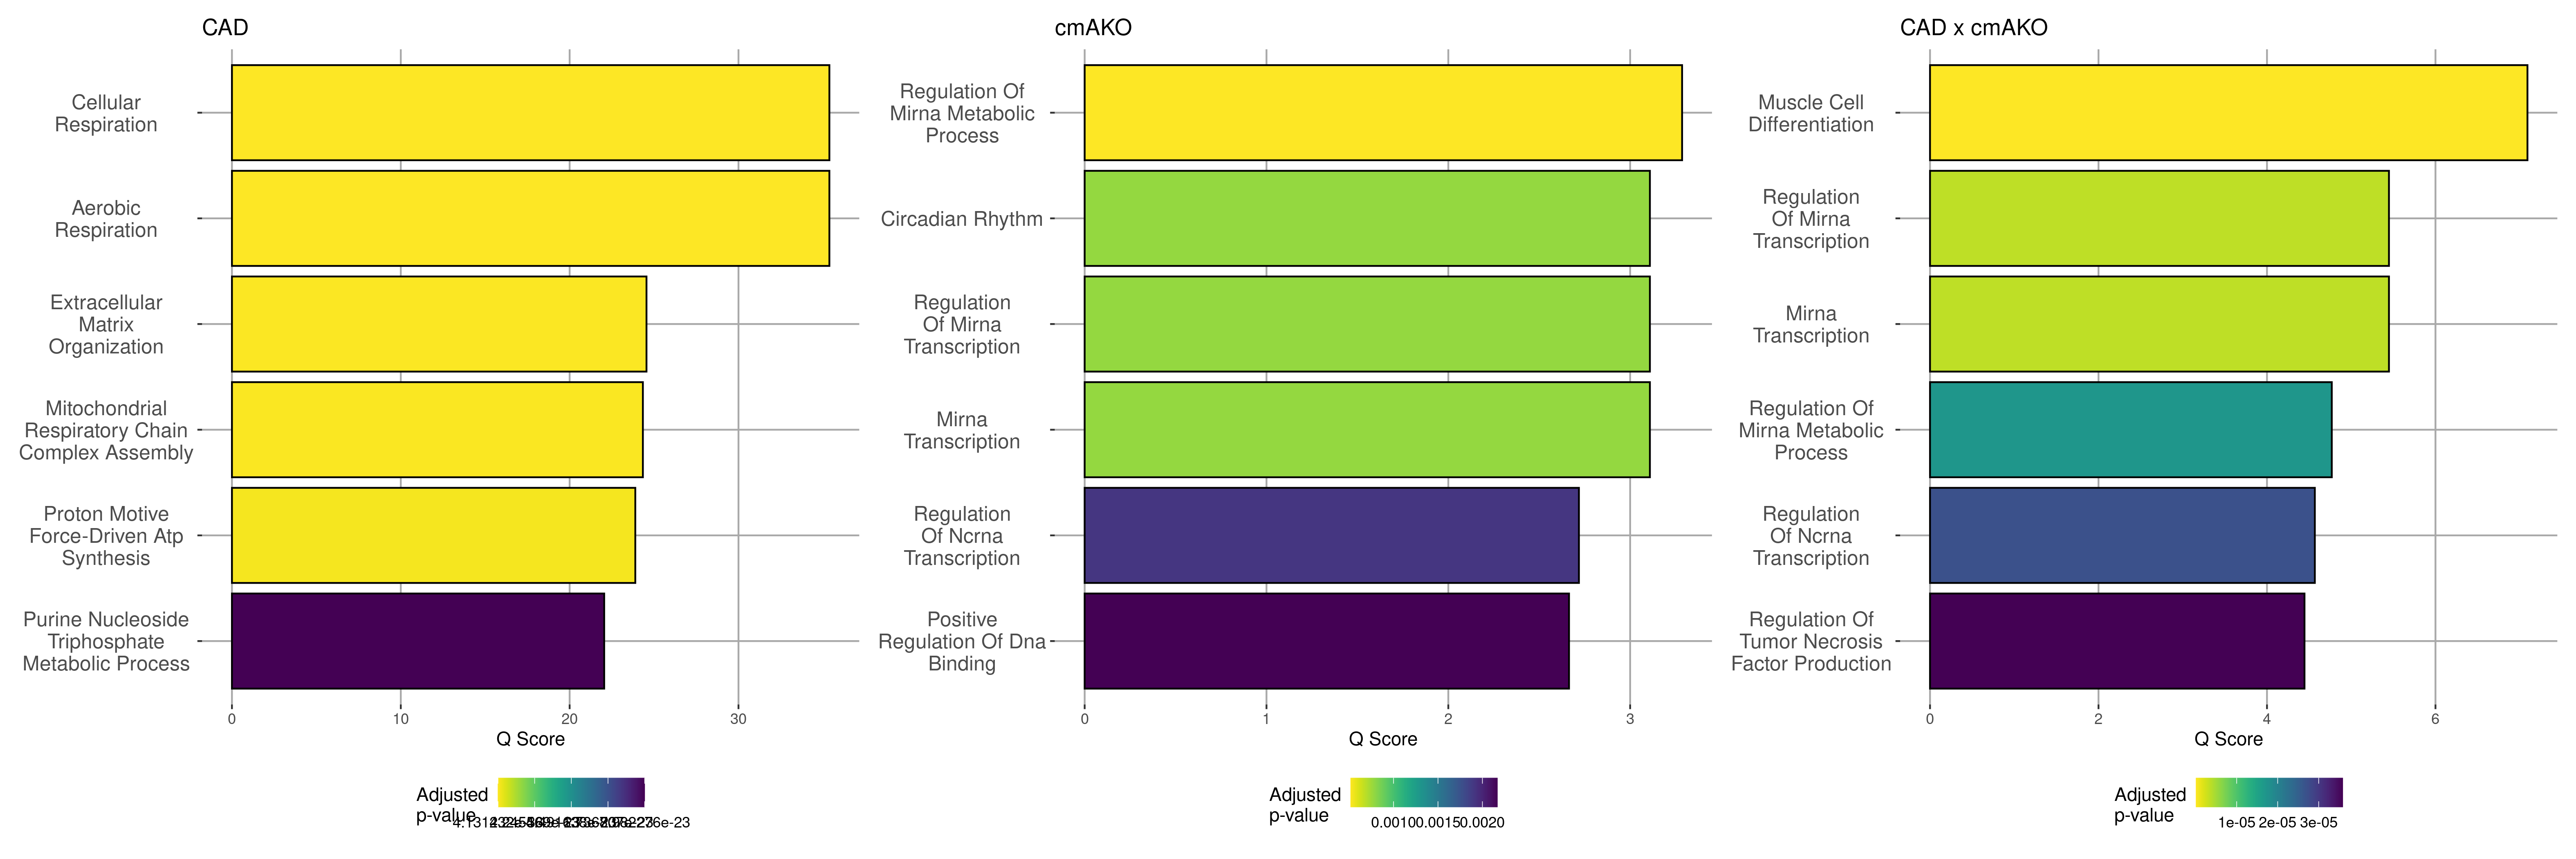 CAD
Cellular
Respiration
Aerobic
Respiration
Extracellular
Matrix
Organization
Mitochondrial
Respiratory Chain
Complex Assembly
Proton Motive
Force-Driven Atp
Synthesis
Purine Nucleoside
Triphosphate
Metabolic Process
0 10 20 30
Q Score
Adjusted
p-value
cmAKO
Regulation Of
Mirna Metabolic
Process
Circadian Rhythm
Regulation
Of Mirna
Transcription
Mirna
Transcription
Regulation
Of Ncrna
Transcription
Positive
Regulation Of Dna
Binding
0 1 2 3
Q Score
Adjusted
p-value
0.0010 0.0015 0.0020
CAD x cmAKO
Muscle Cell
Differentiation
Regulation
Of Mirna
Transcription
Mirna
Transcription
Regulation Of
Mirna Metabolic
Process
Regulation
Of Ncrna
Transcription
Regulation Of
Tumor Necrosis
Factor Production
0 2 4 6
Q Score
Adjusted
p-value
1e-05 2e-05 3e-05